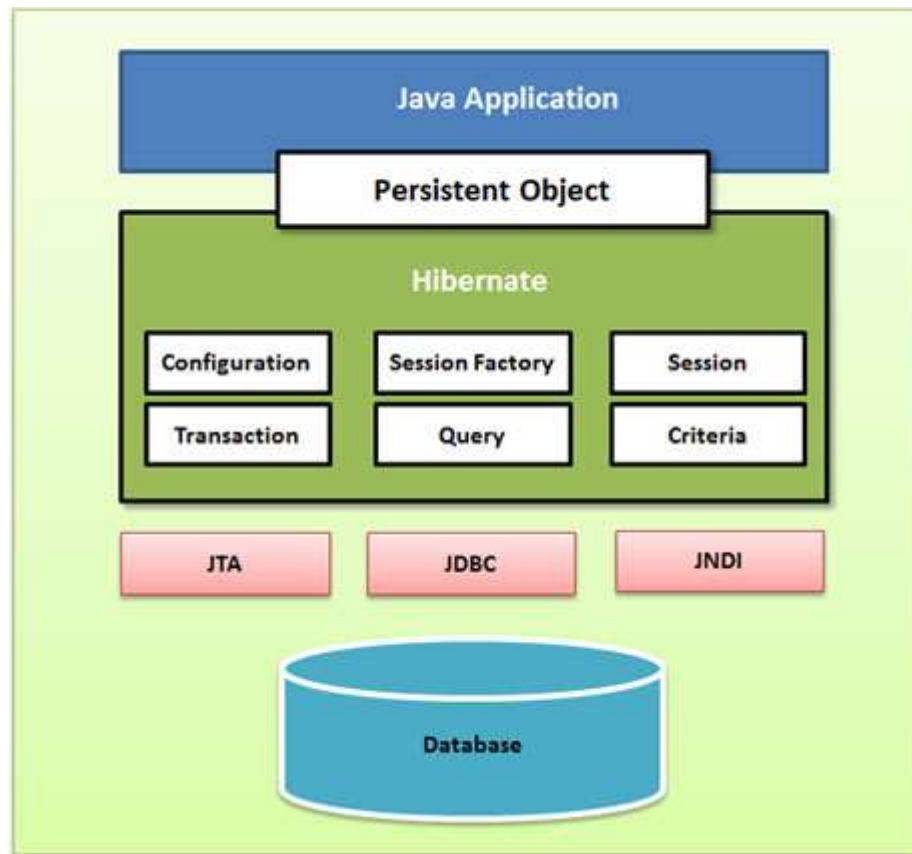 Java Application
Persistent Object
Hibernate
Configuration
Session Factory
Session
Transaction
Query
Criteria
JTA
JDBC
JNDI
Database